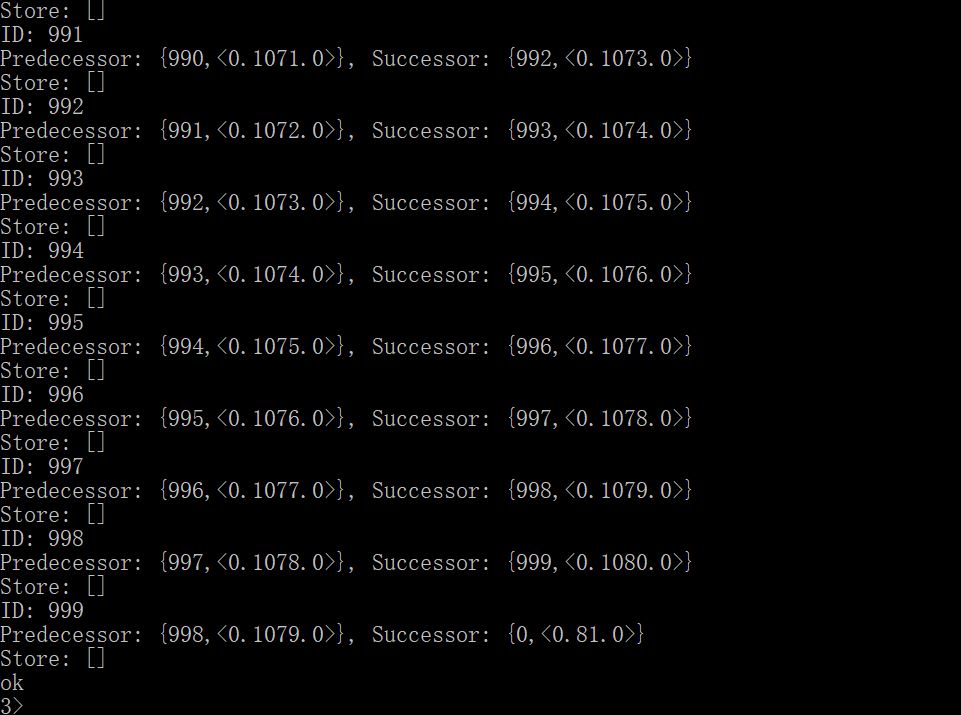 Store: []
ID: 991
Predecessor: {990,<0.1071.0>}, Successor: {992,<0.1073.0>}
Store: []
ID: 992
Predecessor: {991,<0.1072.0>}, Successor: {993,<0.1074.0>}
Store: []
ID: 993
Predecessor: {992,<0.1073.0>}, Successor: {994,<0.1075.0>}
Store: []
ID: 994
Predecessor: {993,<0.1074.0>}, Successor: {995,<0.1076.0>}
Store: []
ID: 995
Predecessor: {994,<0.1075.0>}, Successor: {996,<0.1077.0>}
Store: []
ID: 996
Predecessor: {995,<0.1076.0>}, Successor: {997,<0.1078.0>}
Store: []
ID: 997
Predecessor: {996,<0.1077.0>}, Successor: {998,<0.1079.0>}
Store: []
ID: 998
Predecessor: {997,<0.1078.0>}, Successor: {999,<0.1080.0>}
Store: []
ID: 999
Predecessor: {998,<0.1079.0>}, Successor: {0,<0.81.0>}
Store: []
ok
3>